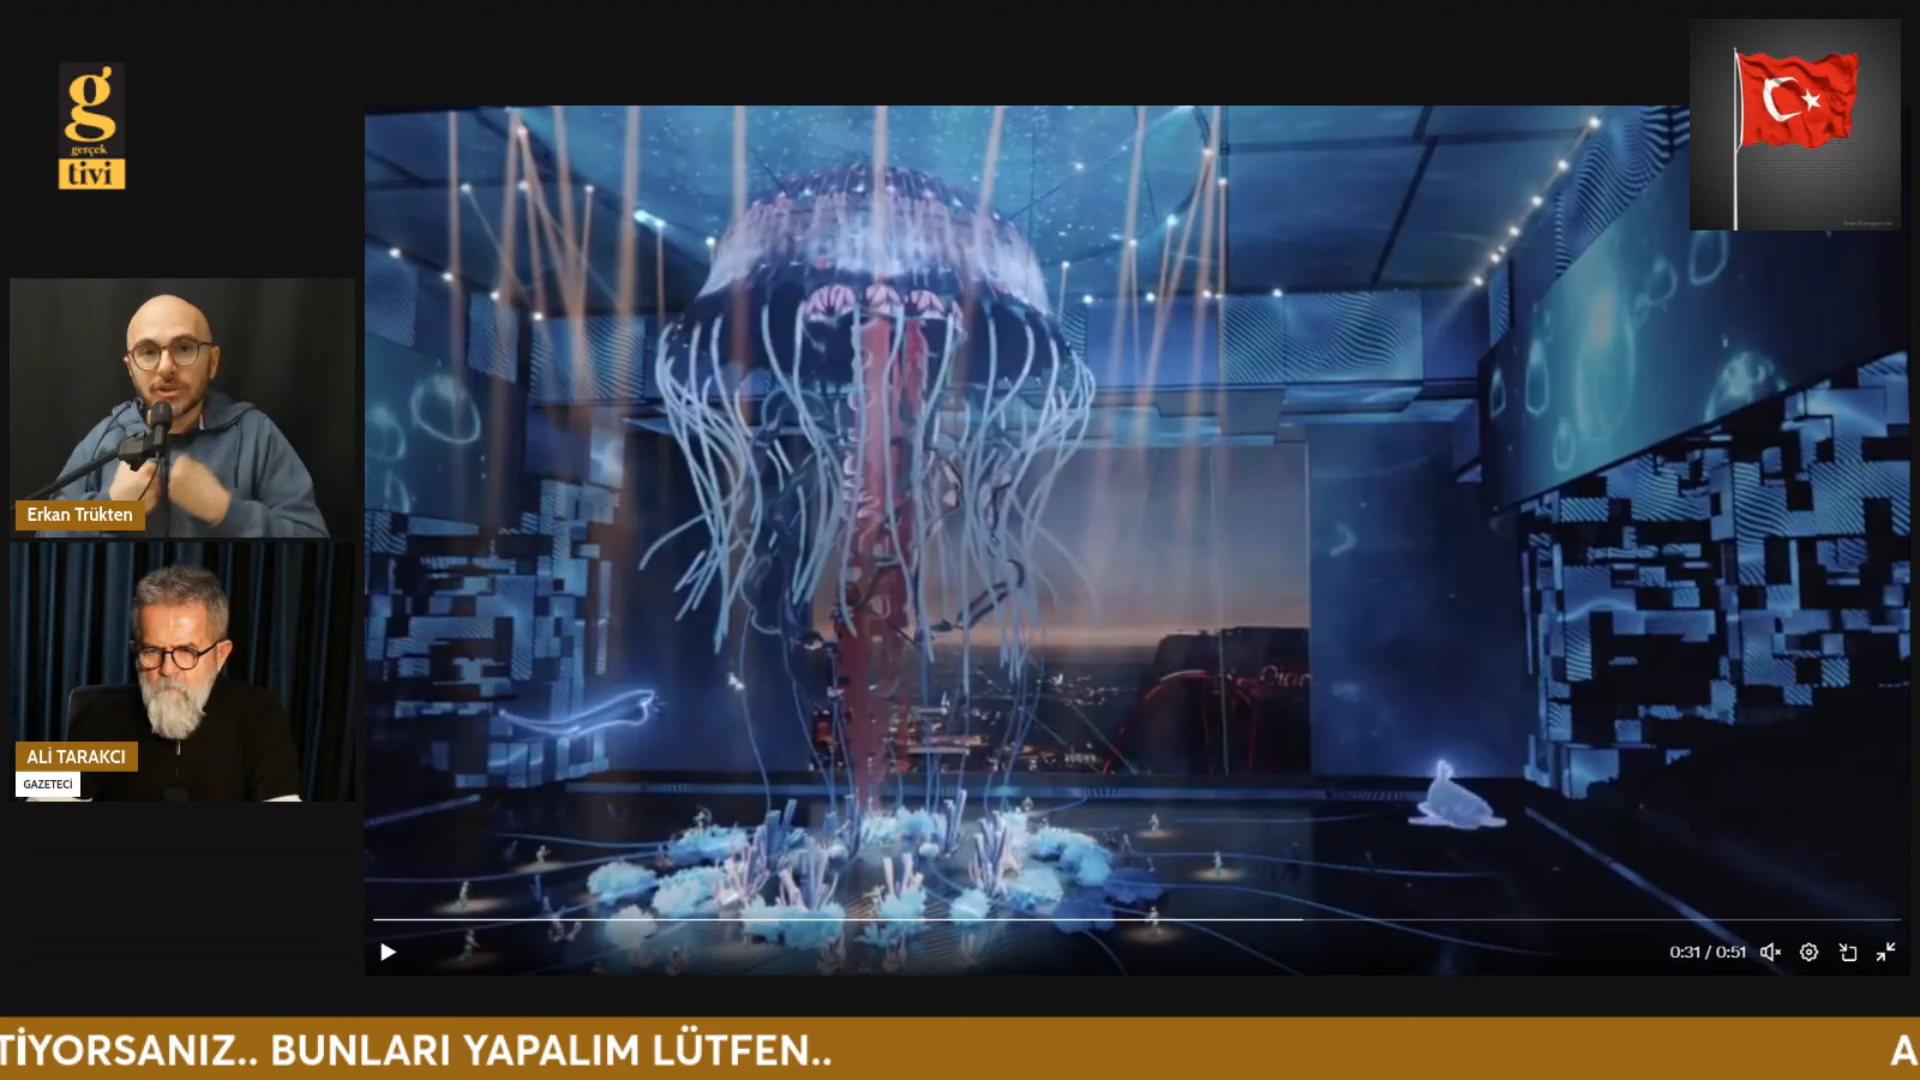 g
gerçek
tivi
Erkan Trükten
ALİ TARAKCI
GAZETECİ
0:31 / 0:51
TİYORSANIZ.. BUNLARI YAPALIM LÜTFEN..
A